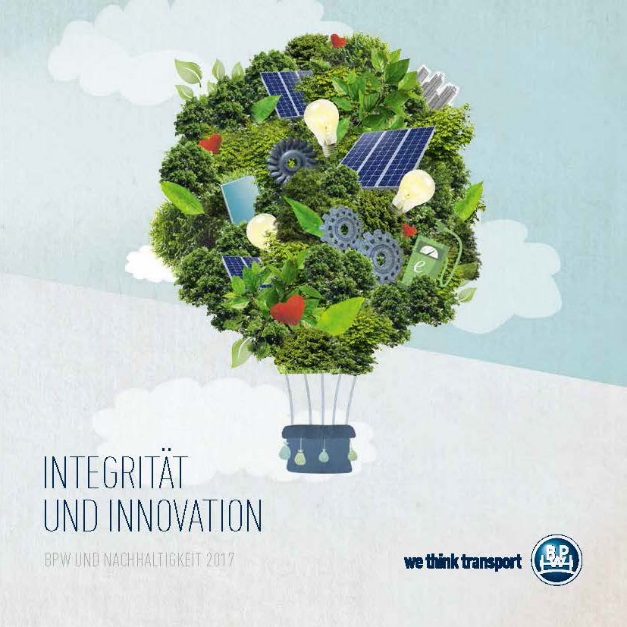 e
INTEGRITÄT
UND INNOVATION
BPW UND NACHHALTIGKEIT 2017
we think transport
BPW